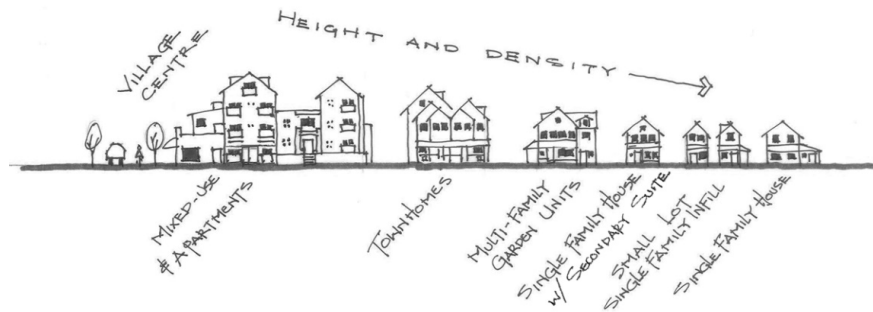 HEIGHT AND DENSITY
VILLAGE
CENTRE
MIXED-USE
& APARTMENTS
TOWNHOMES
MULTI-FAMILY
GARDEN UNITS
SINGLE FAMILY HOUSE
W/ SECONDARY SUITE
SMALL LOT
SINGLE FAMILY INFILL
SINGLE FAMILY HOUSE